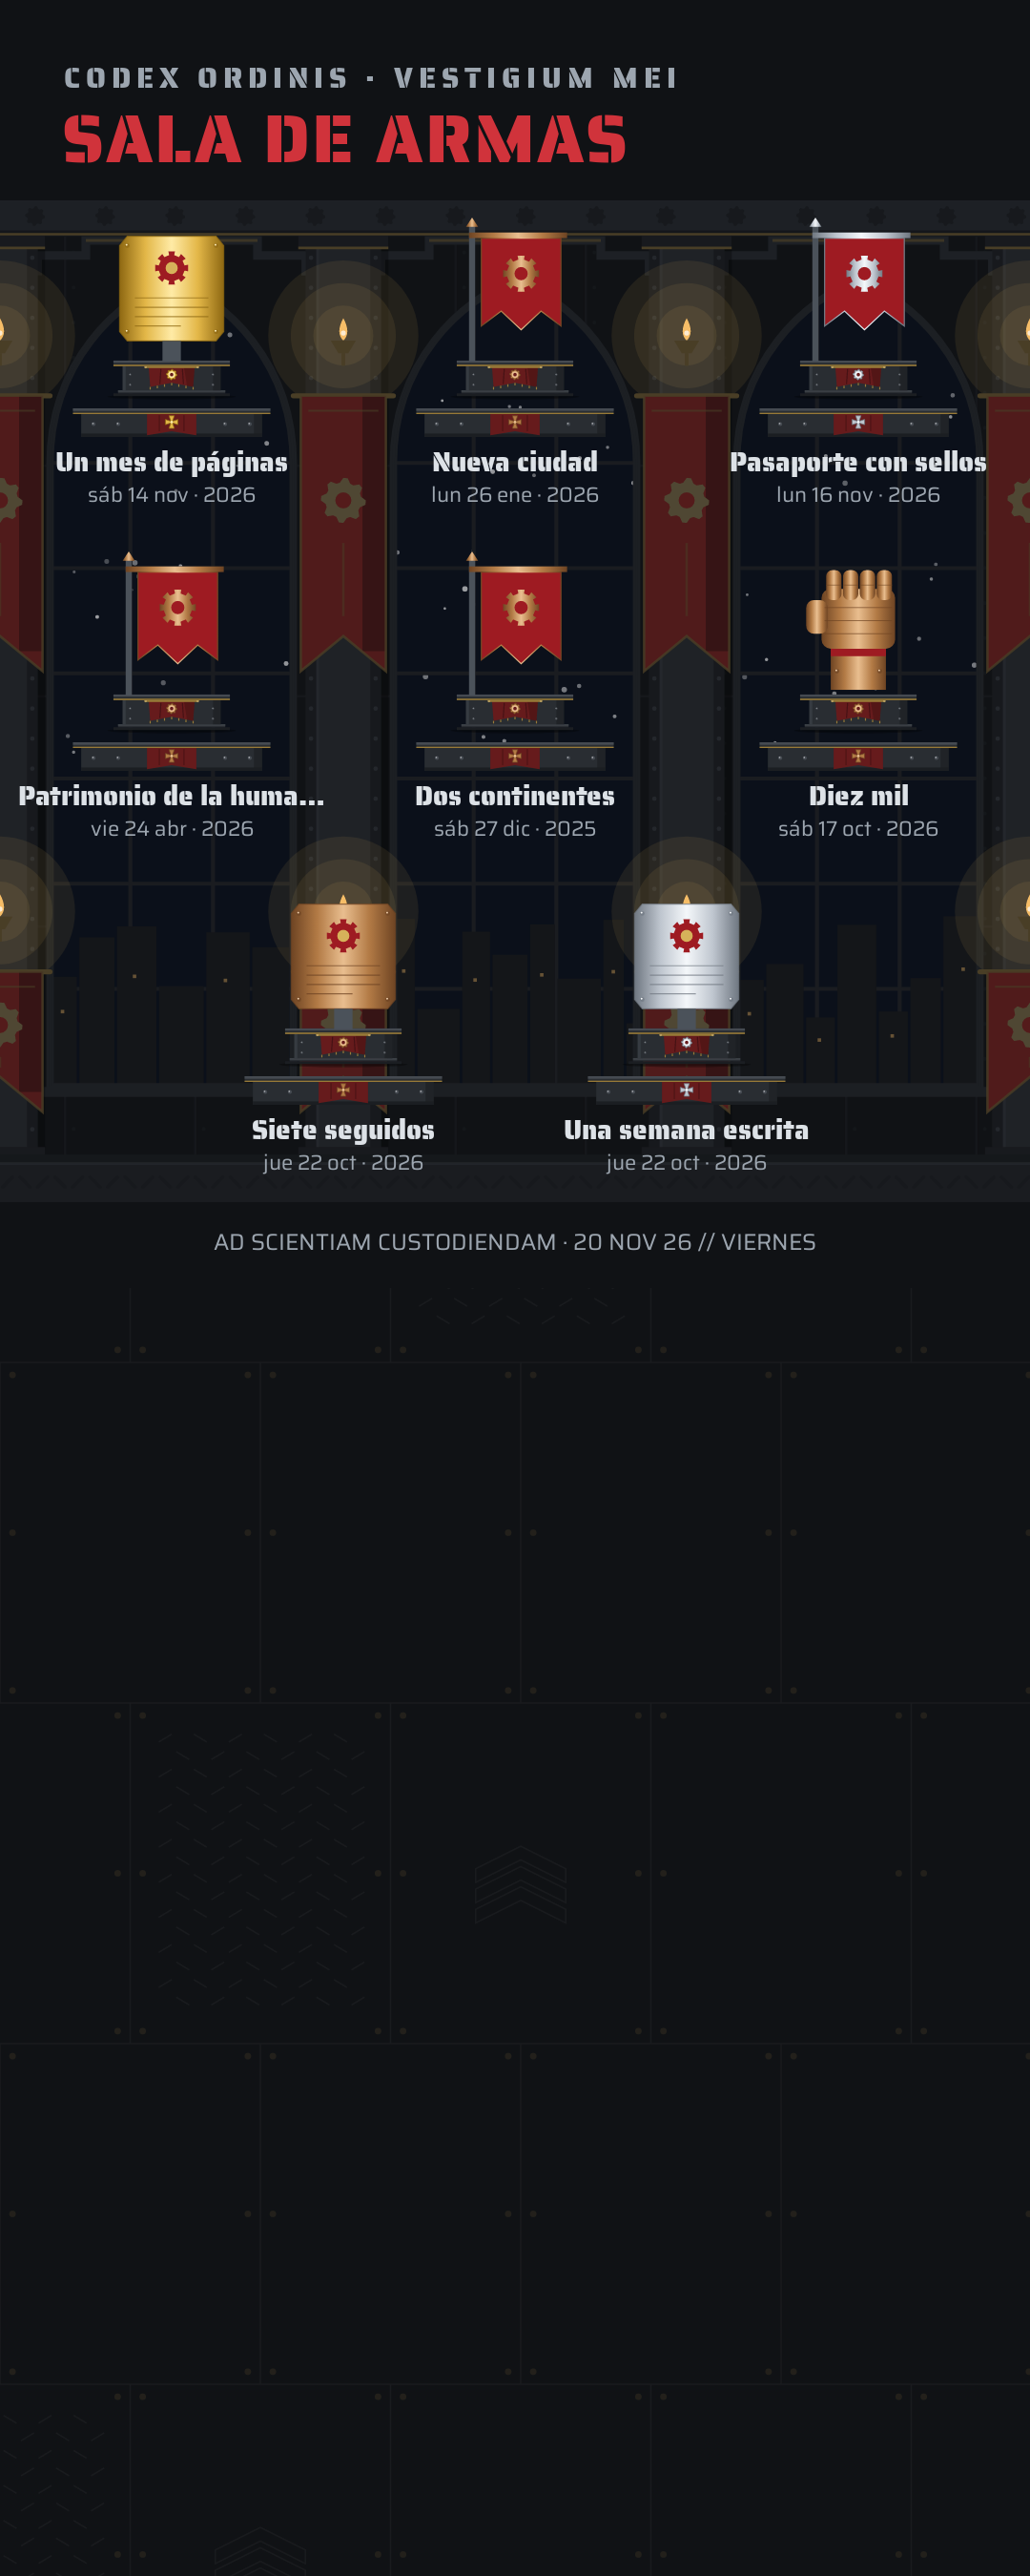 CODEX ORDINIS · VESTIGIUM MEI
SALA DE ARMAS
Un mes de páginas
sáb 14 nov · 2026
Nueva ciudad
lun 26 ene · 2026
Pasaporte con sellos
lun 16 nov · 2026
Patrimonio de la huma...
vie 24 abr · 2026
Dos continentes
sáb 27 dic · 2025
Diez mil
sáb 17 oct · 2026
Siete seguidos
jue 22 oct · 2026
Una semana escrita
jue 22 oct · 2026
AD SCIENTIAM CUSTODIENDAM · 20 NOV 26 // VIERNES